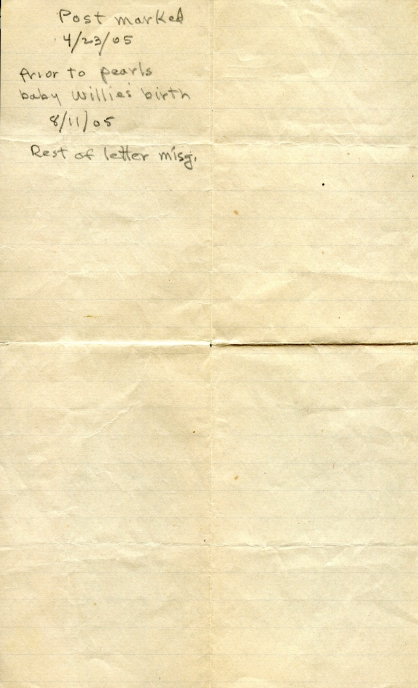 Post marked
4/23/05
Prior to pearls
baby Willies birth
8/11/05
Rest of letter misg.